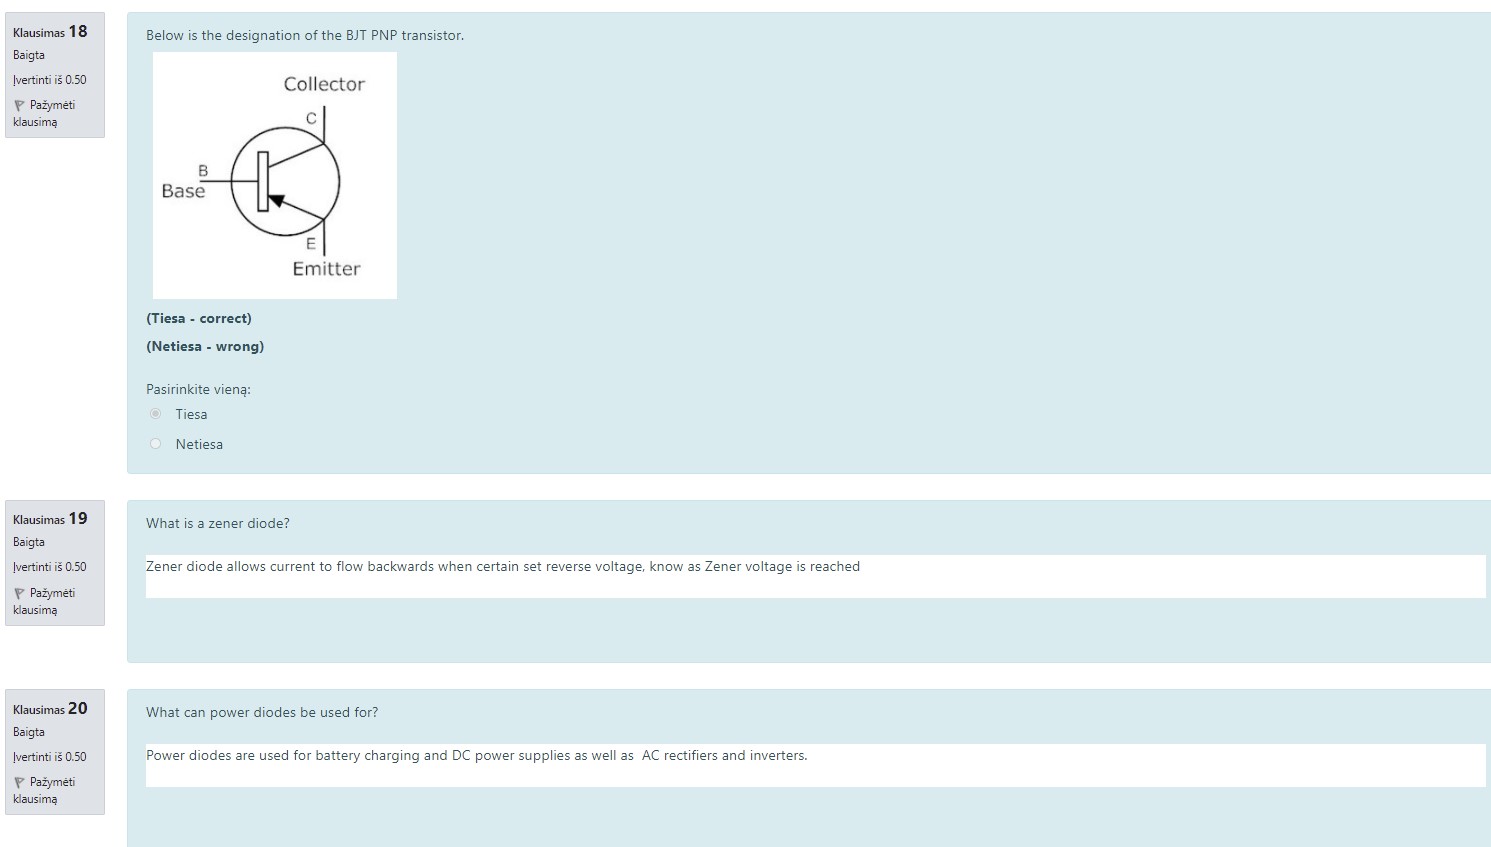 Klausimas 18
Baigta
Įvertinti iš 0.50
Pažymėti
klausimą
Below is the designation of the BJT PNP transistor.
Collector
C
B
Base
E
Emitter
(Tiesa - correct)
(Netiesa - wrong)
Pasirinkite vieną:
Tiesa
Netiesa
Klausimas 19
Baigta
Įvertinti iš 0.50
Pažymėti
klausimą
What is a zener diode?
Zener diode allows current to flow backwards when certain set reverse voltage, know as Zener voltage is reached
Klausimas 20
Baigta
Įvertinti iš 0.50
Pažymėti
klausimą
What can power diodes be used for?
Power diodes are used for battery charging and DC power supplies as well as  AC rectifiers and inverters.